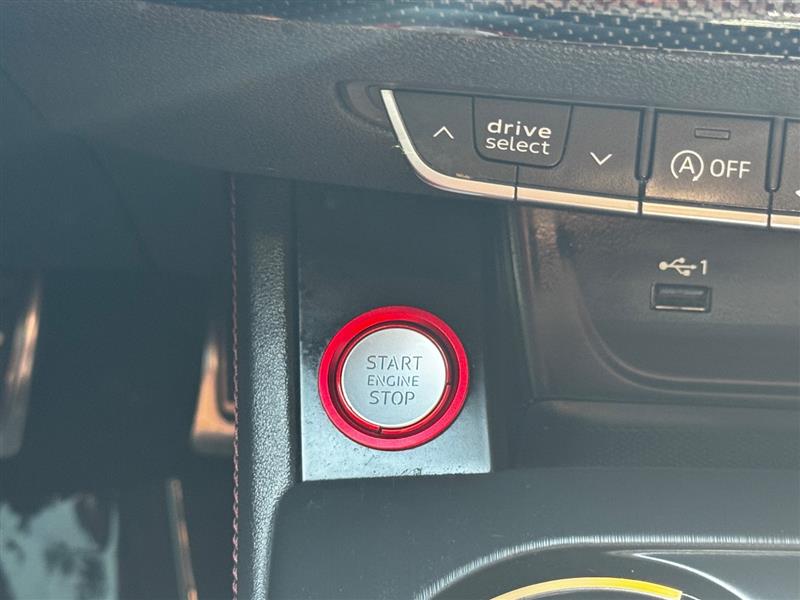 drive
select
A OFF
1
START
ENGINE
STOP